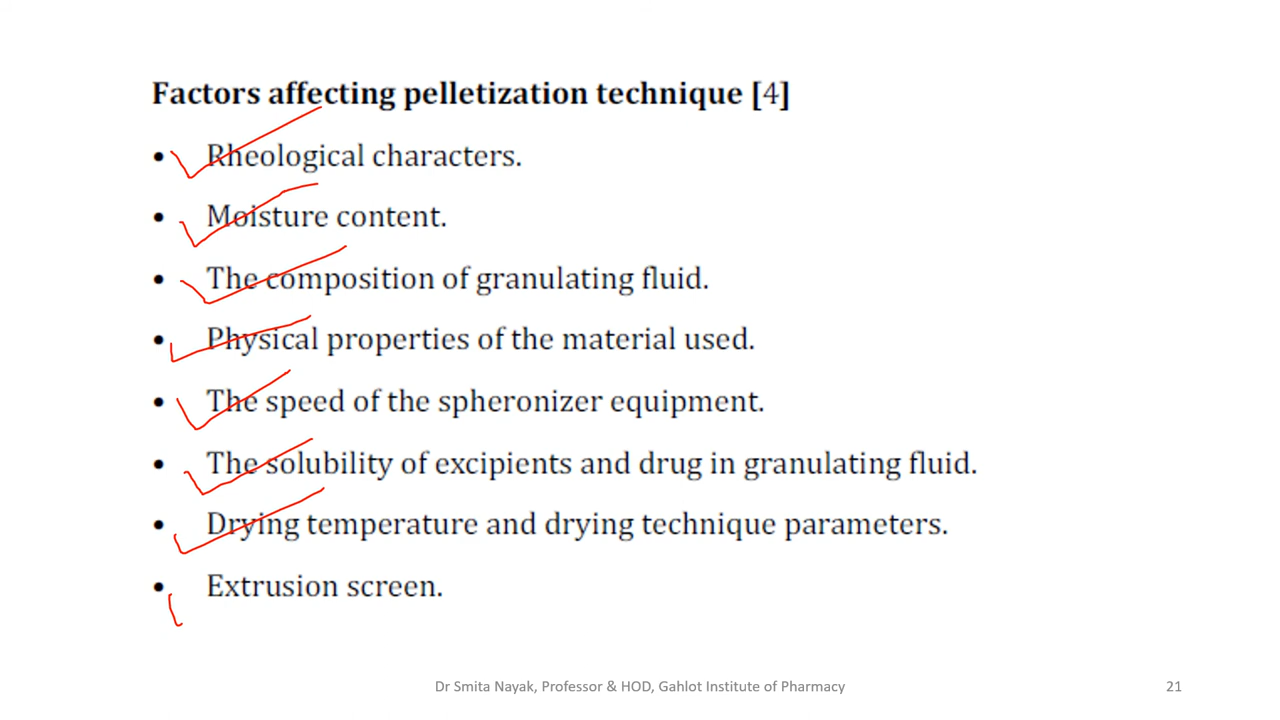 Factors affecting pelletization technique [4]
• Rheological characters.
• Moisture content.
• The composition of granulating fluid.
• Physical properties of the material used.
• The speed of the spheronizer equipment.
• The solubility of excipients and drug in granulating fluid.
• Drying temperature and drying technique parameters.
• Extrusion screen.
Dr Smita Nayak, Professor & HOD, Gahlot Institute of Pharmacy
21